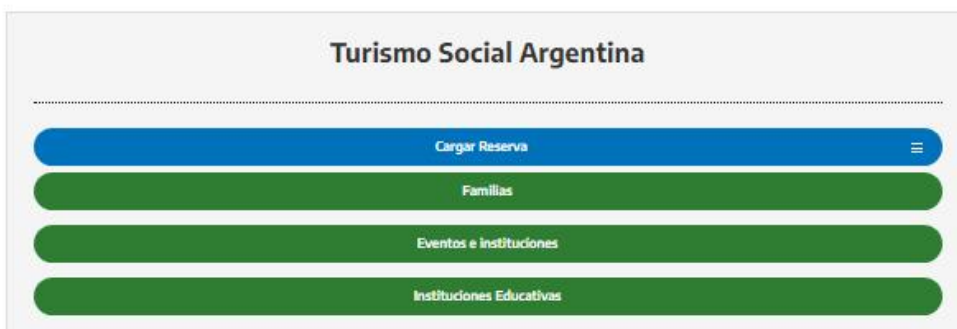 Turismo Social Argentina
Cargar Reserva
Familias
Eventos e instituciones
Instituciones Educativas